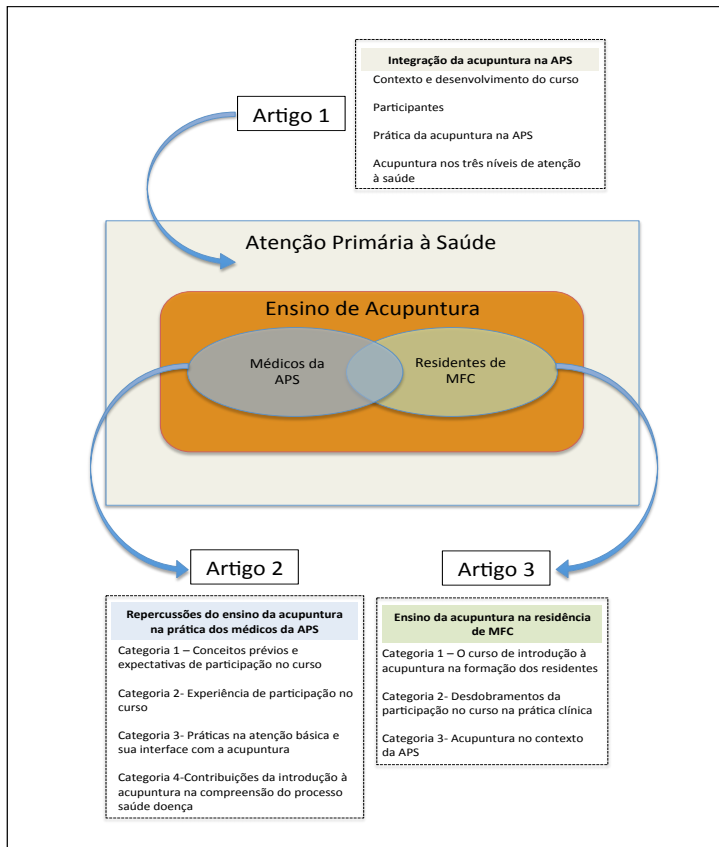 Integração da acupuntura na APS
Contexto e desenvolvimento do curso
Participantes
Prática da acupuntura na APS
Acupuntura nos três níveis de atenção
à saúde
Artigo 1
Atenção Primária à Saúde
Ensino de Acupuntura
Médicos da
APS
Residentes de
MFC
Artigo 2
Repercussões do ensino da acupuntura
na prática dos médicos da APS
Categoria 1 – Conceitos prévios e
expectativas de participação no curso
Categoria 2- Experiência de participação no
curso
Categoria 3- Práticas na atenção básica e
sua interface com a acupuntura
Categoria 4-Contribuições da introdução à
acupuntura na compreensão do processo
saúde doença
Artigo 3
Ensino da acupuntura na residência
de MFC
Categoria 1 – O curso de introdução à
acupuntura na formação dos residentes
Categoria 2- Desdobramentos da
participação no curso na prática clínica
Categoria 3- Acupuntura no contexto
da APS